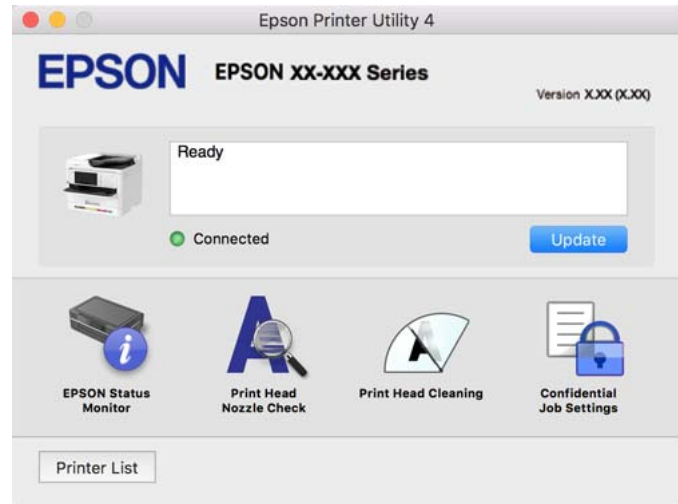 Epson Printer Utility 4
EPSON
EPSON XX-XXX Series
Version X.XX (X.XX)
Ready
Connected
Update
EPSON Status
Monitor
Print Head
Nozzle Check
Print Head Cleaning
Confidential
Job Settings
Printer List